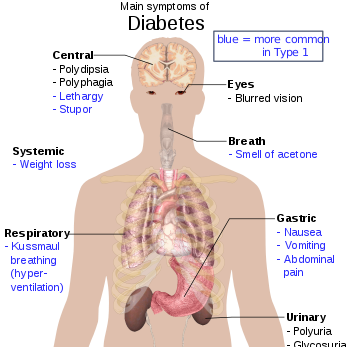 Main symptoms of
Diabetes
blue = more common
in Type 1
Central
- Polydipsia
- Polyphagia
- Lethargy
- Stupor
Eyes
- Blurred vision
Breath
- Smell of acetone
Systemic
- Weight loss
Respiratory
- Kussmaul
breathing
(hyper-
ventilation)
Gastric
- Nausea
- Vomiting
- Abdominal
pain
Urinary
- Polyuria
- Glycosuria